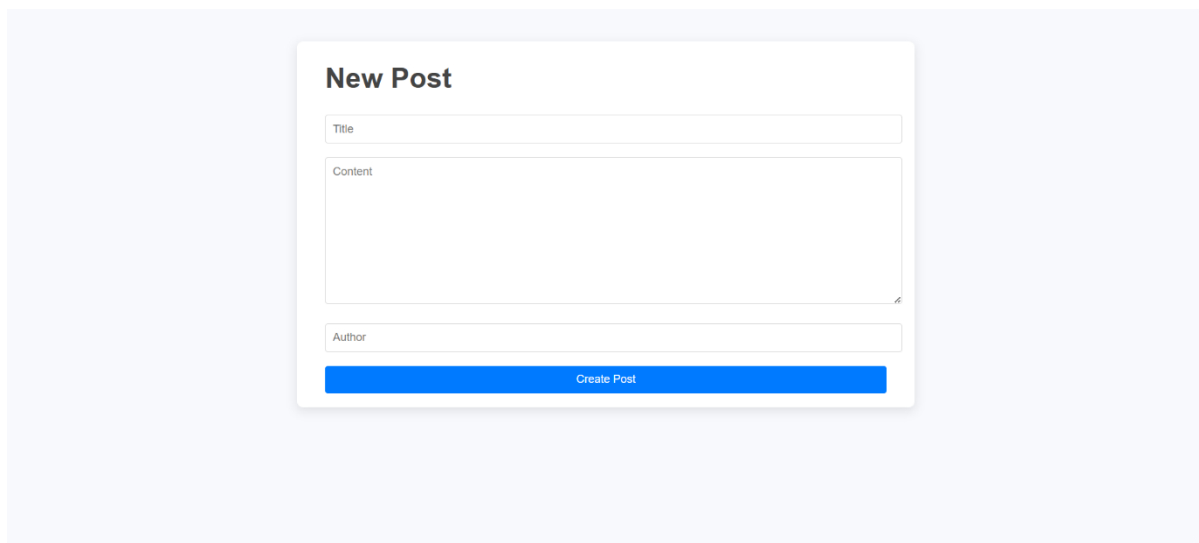 New Post
Title
Content
Author
Create Post